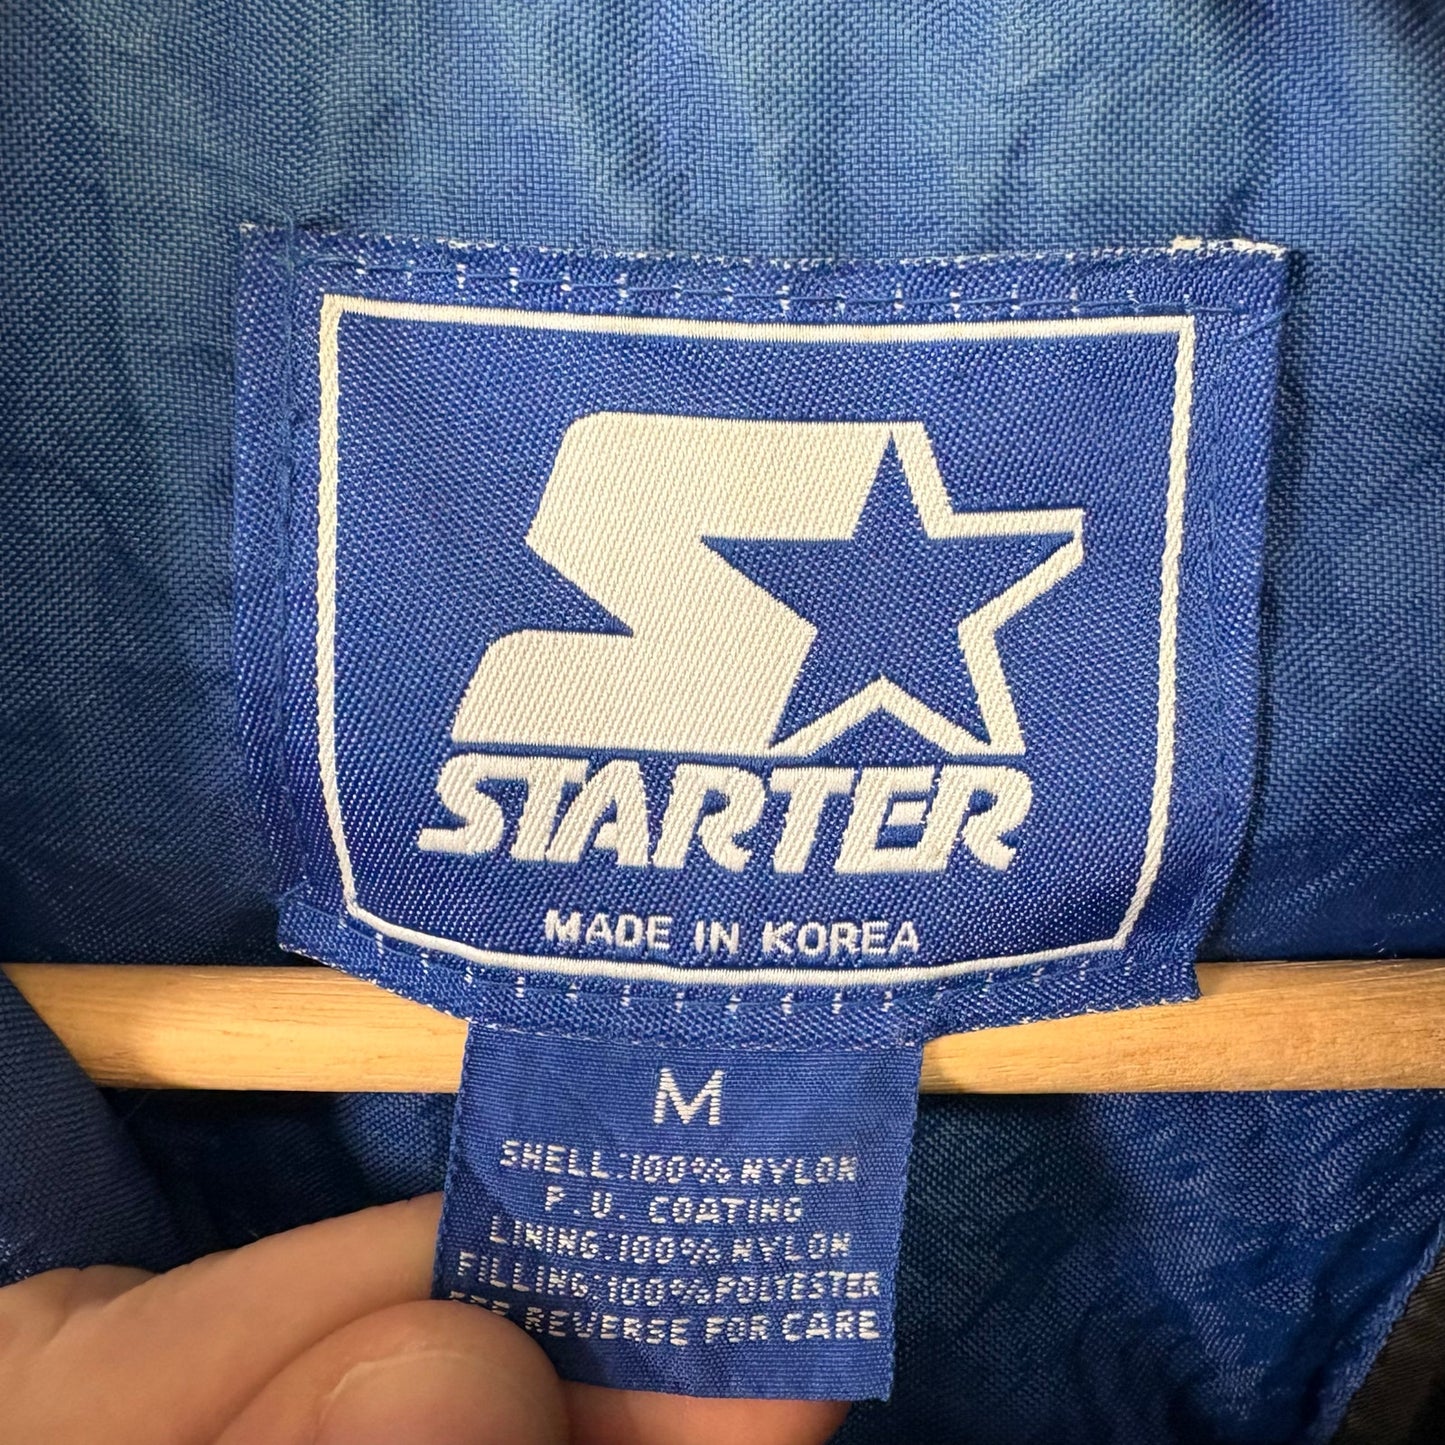 STARTER
MADE IN KOREA
M
SHELL:100% NYLON
P.U. COATING
LINING:100% NYLON
FILLING:100% POLYESTER
SEE REVERSE FOR CARE